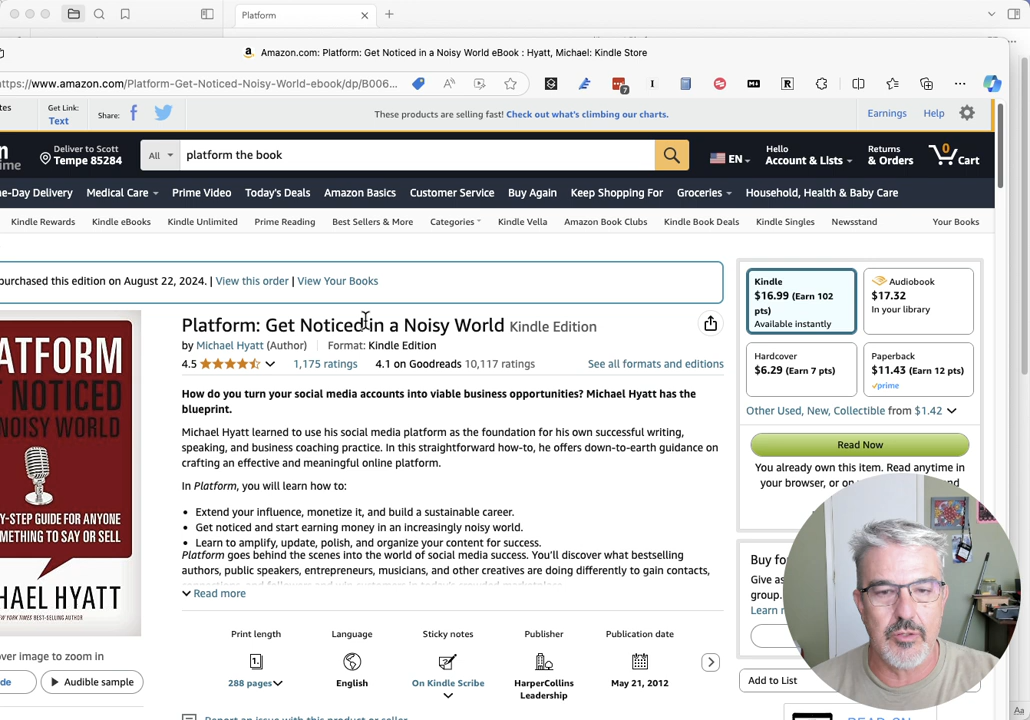 Platform
Amazon.com: Platform: Get Noticed in a Noisy World eBook : Hyatt, Michael: Kindle Store
https://www.amazon.com/Platform-Get-Noticed-Noisy-World-ebook/dp/B006...
7
Get Link:
Text
Share:
These products are selling fast! Check out what's climbing our charts.
Earnings
Help
prime
Deliver to Scott
Tempe 85284
All
platform the book
EN
Hello
Account & Lists
Returns
& Orders
0
Cart
e-Day Delivery
Medical Care
Prime Video
Today's Deals
Amazon Basics
Customer Service
Buy Again
Keep Shopping For
Groceries
Household, Health & Baby Care
Kindle Rewards
Kindle eBooks
Kindle Unlimited
Prime Reading
Best Sellers & More
Categories
Kindle Vella
Amazon Book Clubs
Kindle Book Deals
Kindle Singles
Newsstand
Your Books
purchased this edition on August 22, 2024. | View this order | View Your Books
Platform: Get Noticed in a Noisy World Kindle Edition
by Michael Hyatt (Author) | Format: Kindle Edition
4.5
1,175 ratings
4.1 on Goodreads 10,117 ratings
See all formats and editions
How do you turn your social media accounts into viable business opportunities? Michael Hyatt has the
blueprint.
Michael Hyatt learned to use his social media platform as the foundation for his own successful writing,
speaking, and business coaching practice. In this straightforward how-to, he offers down-to-earth guidance on
crafting an effective and meaningful online platform.
In Platform, you will learn how to:
• Extend your influence, monetize it, and build a sustainable career.
• Get noticed and start earning money in an increasingly noisy world.
• Learn to amplify, update, polish, and organize your content for success.
Platform goes behind the scenes into the world of social media success. You'll discover what bestselling
authors, public speakers, entrepreneurs, musicians, and other creatives are doing differently to gain contacts,
Read more
ATFORM
NOTICED
NOISY WORLD
Y-STEP GUIDE FOR ANYONE
METHING TO SAY OR SELL
HAEL HYATT
NEW YORK TIMES BEST-SELLING AUTHOR
over image to zoom in
Audible sample
Print length
288 pages
Language
English
Sticky notes
On Kindle Scribe
Publisher
HarperCollins
Leadership
Publication date
May 21, 2012
Report an issue with this product or seller
Kindle
$16.99 (Earn 102
pts)
Available instantly
Audiobook
$17.32
In your library
Hardcover
$6.29 (Earn 7 pts)
Paperback
$11.43 (Earn 12 pts)
prime
Other Used, New, Collectible from $1.42
Read Now
You already own this item. Read anytime in
your browser, or on
Buy fo
Give as
group.
Learn
Add to List
READ ON
Aa